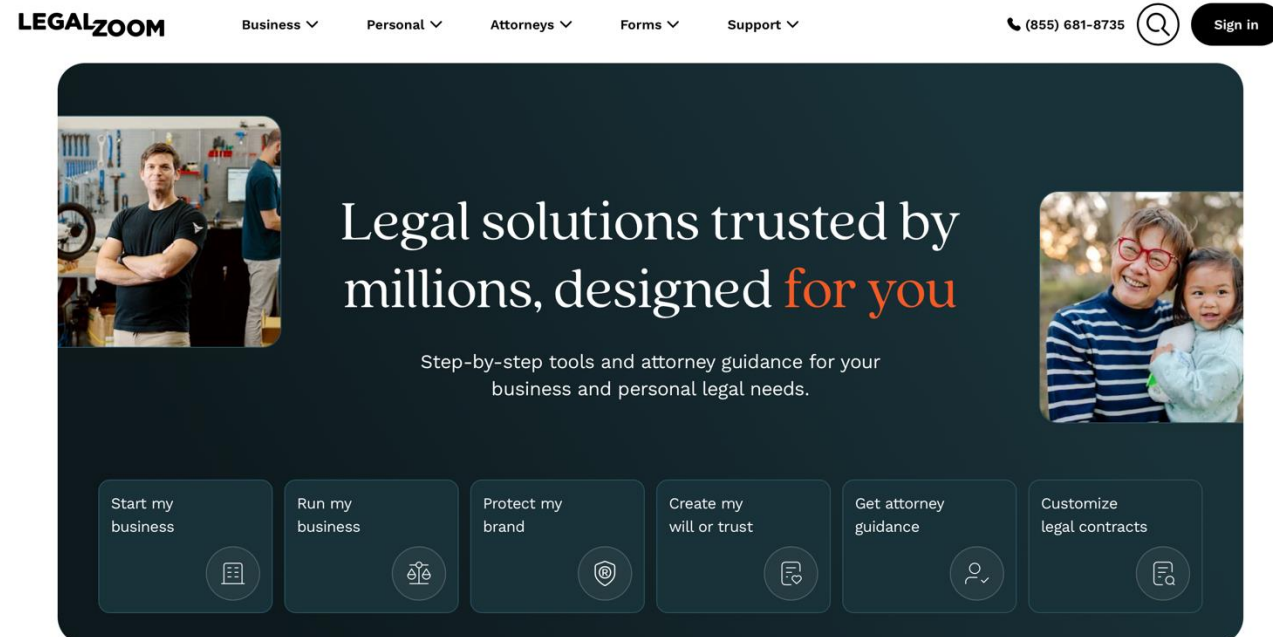 LEGALZOOM
Business
Personal
Attorneys
Forms
Support
(855) 681-8735
Sign in
Legal solutions trusted by
millions, designed for you
Step-by-step tools and attorney guidance for your
business and personal legal needs.
Start my
business
Run my
business
Protect my
brand
Create my
will or trust
Get attorney
guidance
Customize
legal contracts
®